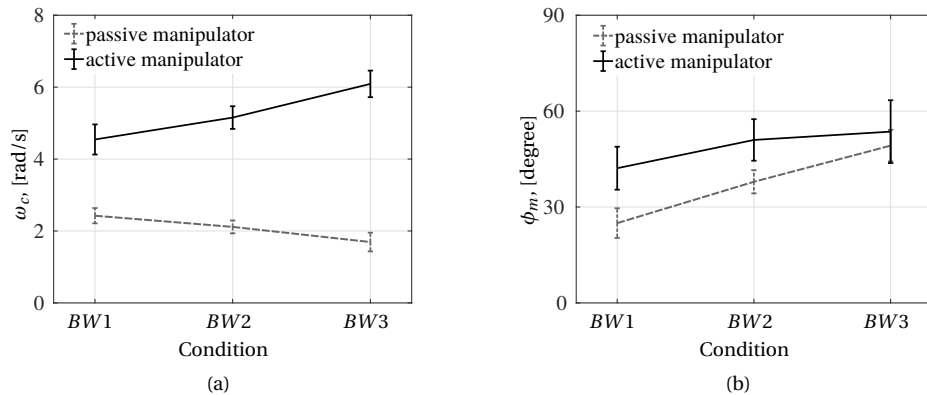 8
6
4
2
0
ω_c, [rad/s]
passive manipulator
active manipulator
BW1 BW2 BW3
Condition
(a)
90
60
30
0
ϕ_m, [degree]
passive manipulator
active manipulator
BW1 BW2 BW3
Condition
(b)